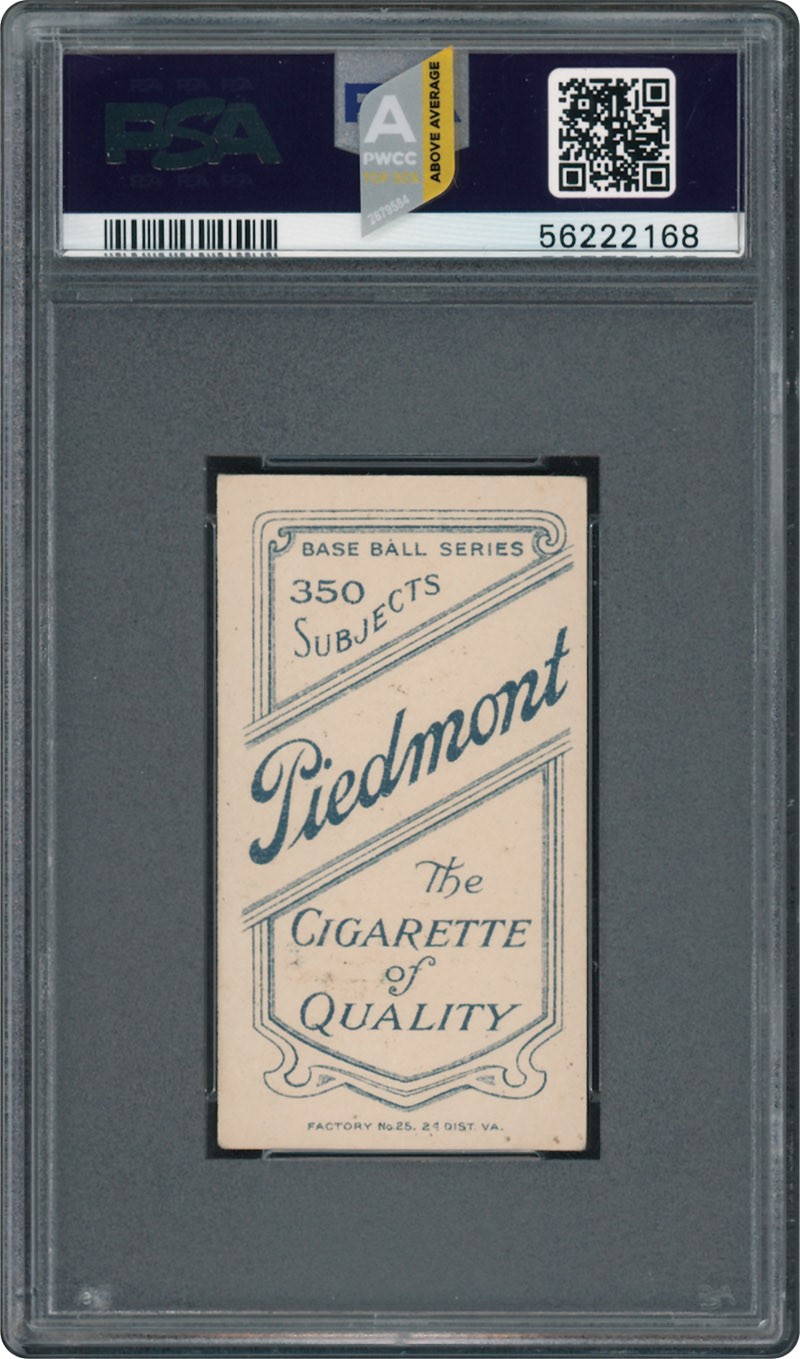 PSA
A
PWCC
ABOVE AVERAGE
2879584
56222168
BASE BALL SERIES
350
SUBJECTS
Piedmont
The
CIGARETTE
of
QUALITY
FACTORY No.25. 2d DIST. VA.